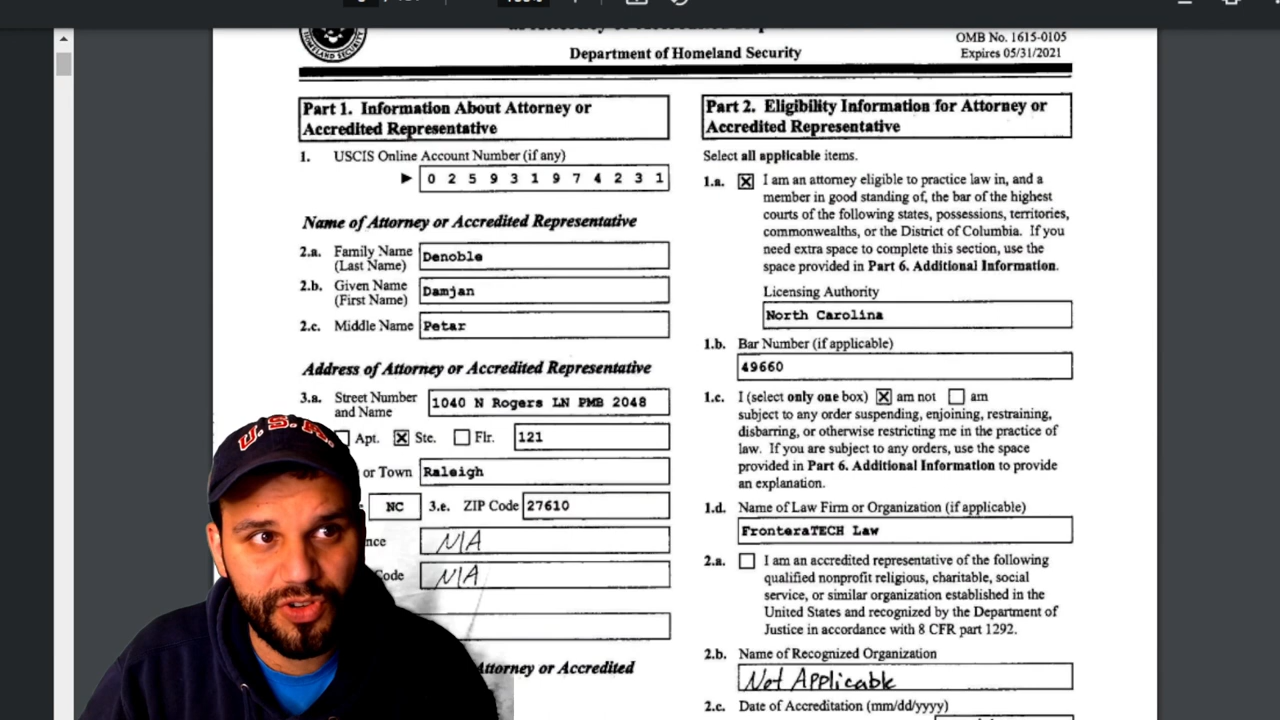 Department of Homeland Security
OMB No. 1615-0105
Expires 05/31/2021
HOMELAND SECURITY
Part 1. Information About Attorney or
Accredited Representative
1. USCIS Online Account Number (if any)
0 2 5 9 3 1 9 7 4 2 3 1
Name of Attorney or Accredited Representative
2.a. Family Name
(Last Name)
Denoble
2.b. Given Name
(First Name)
Damjan
2.c. Middle Name Petar
Address of Attorney or Accredited Representative
3.a. Street Number
and Name
1040 N Rogers LN PMB 2048
Apt. Ste. Flr. 121
or Town Raleigh
NC 3.e. ZIP Code 27610
nce N/A
Code N/A
Attorney or Accredited
U.S.A.
Part 2. Eligibility Information for Attorney or
Accredited Representative
Select all applicable items.
1.a. I am an attorney eligible to practice law in, and a
member in good standing of, the bar of the highest
courts of the following states, possessions, territories,
commonwealths, or the District of Columbia. If you
need extra space to complete this section, use the
space provided in Part 6. Additional Information.
Licensing Authority
North Carolina
1.b. Bar Number (if applicable)
49660
1.c. I (select only one box) am not am
subject to any order suspending, enjoining, restraining,
disbarring, or otherwise restricting me in the practice of
law. If you are subject to any orders, use the space
provided in Part 6. Additional Information to provide
an explanation.
1.d. Name of Law Firm or Organization (if applicable)
FronteraTECH Law
2.a. I am an accredited representative of the following
qualified nonprofit religious, charitable, social
service, or similar organization established in the
United States and recognized by the Department of
Justice in accordance with 8 CFR part 1292.
2.b. Name of Recognized Organization
Not Applicable
2.c. Date of Accreditation (mm/dd/yyyy)